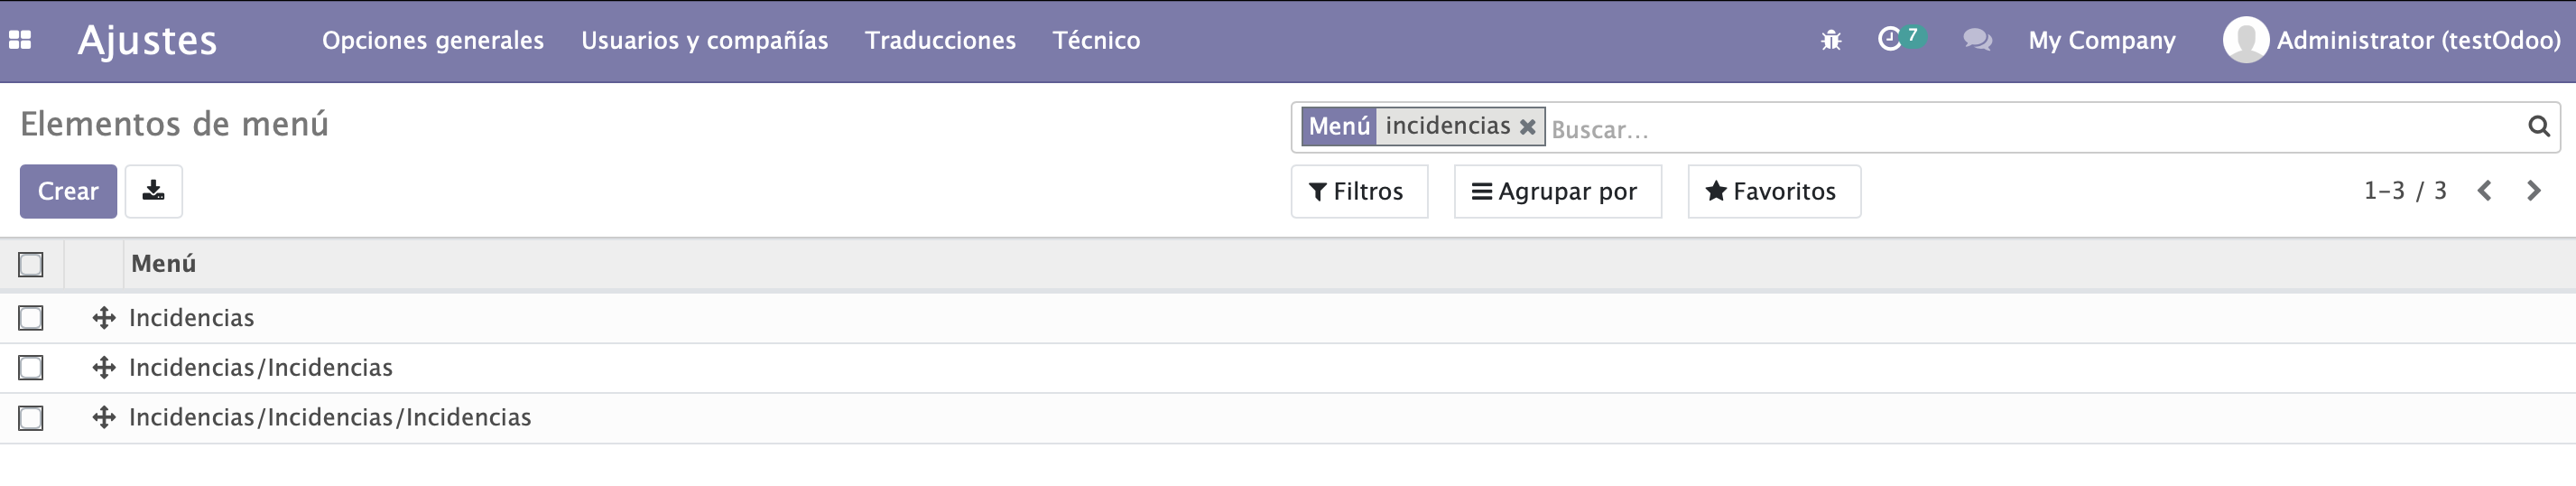 Ajustes Opciones generales Usuarios y compañías Traducciones Técnico 7 My Company Administrator (testOdoo)
Elementos de menú Menú incidencias Buscar...
Crear Filtros Agrupar por Favoritos 1-3 / 3
Menú
Incidencias
Incidencias/Incidencias
Incidencias/Incidencias/Incidencias